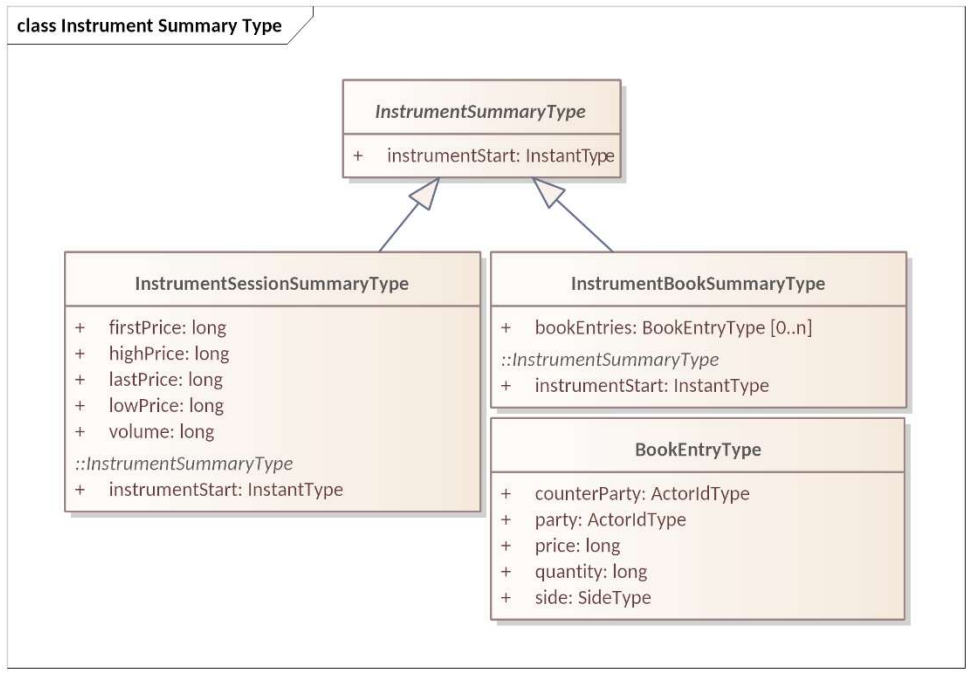 class Instrument Summary Type
InstrumentSummaryType
+ instrumentStart: InstantType
InstrumentSessionSummaryType
+ firstPrice: long
+ highPrice: long
+ lastPrice: long
+ lowPrice: long
+ volume: long
::InstrumentSummaryType
+ instrumentStart: InstantType
InstrumentBookSummaryType
+ bookEntries: BookEntryType [0..n]
::InstrumentSummaryType
+ instrumentStart: InstantType
BookEntryType
+ counterParty: ActorIdType
+ party: ActorIdType
+ price: long
+ quantity: long
+ side: SideType